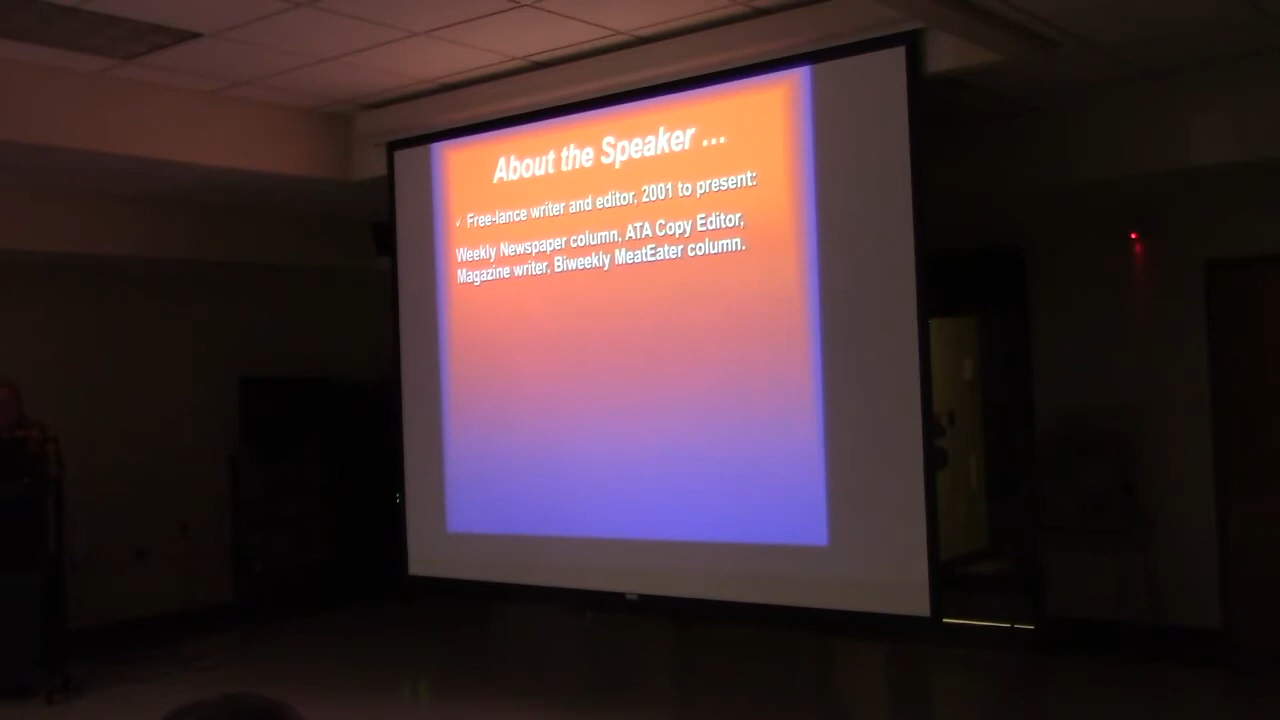 About the Speaker ...
✓ Free-lance writer and editor, 2001 to present:
Weekly Newspaper column, ATA Copy Editor,
Magazine writer, Biweekly MeatEater column.